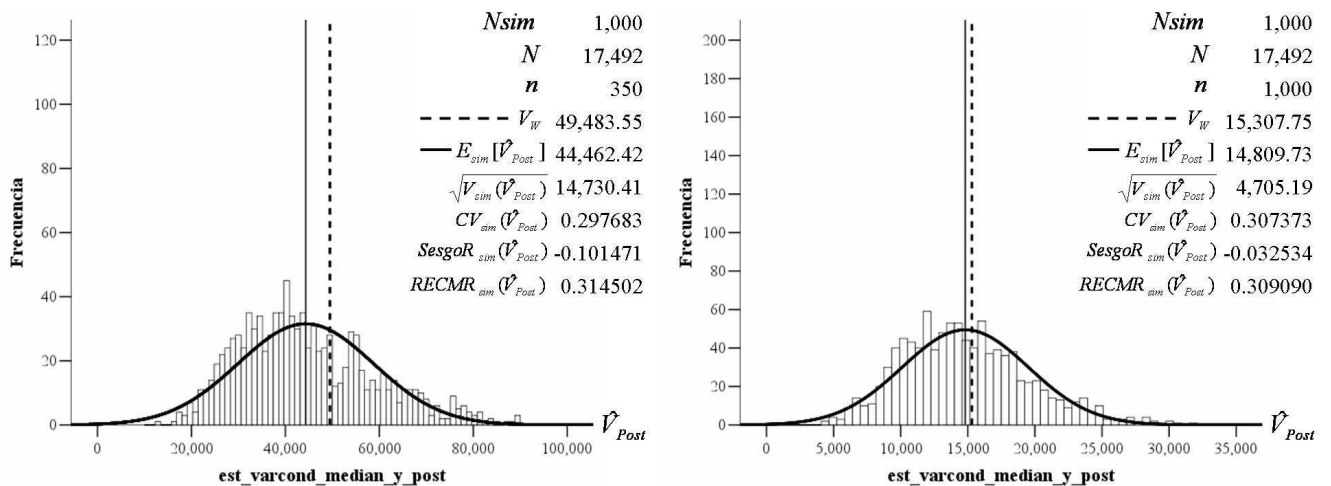 Nsim 1,000
N 17,492
n 350
V_W 49,483.55
E_sim [V̂_Post] 44,462.42
√V_sim (V̂_Post) 14,730.41
CV_sim (V̂_Post) 0.297683
SesgoR_sim (V̂_Post) -0.101471
RECMR_sim (V̂_Post) 0.314502
Frecuencia
120
100
80
60
40
20
0
0 20,000 40,000 60,000 80,000 100,000
V̂_Post
est_varcond_median_y_post
Nsim 1,000
N 17,492
n 1,000
V_W 15,307.75
E_sim [V̂_Post] 14,809.73
√V_sim (V̂_Post) 4,705.19
CV_sim (V̂_Post) 0.307373
SesgoR_sim (V̂_Post) -0.032534
RECMR_sim (V̂_Post) 0.309090
Frecuencia
200
180
160
140
120
100
80
60
40
20
0
0 5,000 10,000 15,000 20,000 25,000 30,000 35,000
V̂_Post
est_varcond_median_y_post